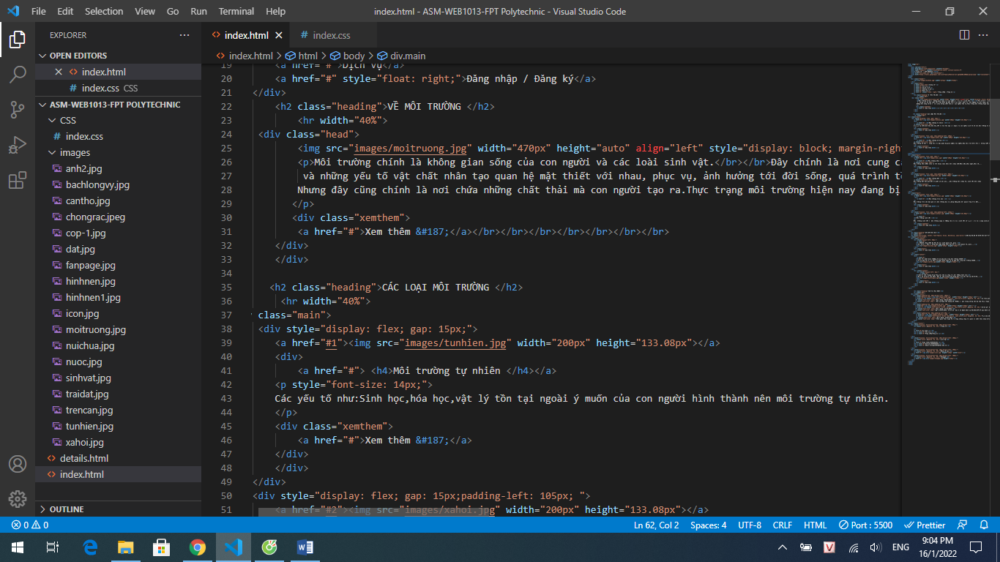 File Edit Selection View Go Run Terminal Help
index.html - ASM-WEB1013-FPT Polytechnic - Visual Studio Code
EXPLORER
OPEN EDITORS
index.html
index.css CSS
ASM-WEB1013-FPT POLYTECHNIC
CSS
index.css
images
anh2.jpg
bachlongvy.jpg
cantho.jpg
chongrac.jpeg
cop-1.jpg
dat.jpg
fanpage.jpg
hinhnen.jpg
hinhnen1.jpg
icon.jpg
moitruong.jpg
nuichua.jpg
nuoc.jpg
sinhvat.jpg
traidat.jpg
trencan.jpg
tunhien.jpg
xahoi.jpg
details.html
index.html
OUTLINE
index.html index.css
index.html > html > body > div.main
19 <a href="#">Dịch vụ</a>
20 <a href="#" style="float: right;">Đăng nhập / Đăng ký</a>
21 </div>
22 <h2 class="heading">VỀ MÔI TRƯỜNG </h2>
23 <hr width="40%">
24 <div class="head">
25 <img src="images/moitruong.jpg" width="470px" height="auto" align="left" style="display: block; margin-righ
26 <p>Môi trường chính là không gian sống của con người và các loài sinh vật.</br></br>Đây chính là nơi cung c
27 và những yếu tố vật chất nhân tạo quan hệ mặt thiết với nhau, phục vụ, ảnh hưởng tới đời sống, quá trình t
28 Nhưng đây cũng chính là nơi chứa những chất thải mà con người tạo ra.Thực trạng môi trường hiện nay đang bị
29 </p>
30 <div class="xemthem">
31 <a href="#">Xem thêm &#187;</a></br></br></br></br></br></br></br>
32 </div>
33 </div>
34
35 <h2 class="heading">CÁC LOẠI MÔI TRƯỜNG </h2>
36 <hr width="40%">
37 class="main">
38 <div style="display: flex; gap: 15px;">
39 <a href="#1"><img src="images/tunhien.jpg" width="200px" height="133.08px"></a>
40 <div>
41 <a href="#"> <h4>Môi trường tự nhiên </h4></a>
42 <p style="font-size: 14px;">
43 Các yếu tố như:Sinh học,hóa học,vật lý tồn tại ngoài ý muốn của con người hình thành nên môi trường tự nhiên.
44 </p>
45 <div class="xemthem">
46 <a href="#">Xem thêm &#187;</a>
47 </div>
48 </div>
49 </div>
50 <div style="display: flex; gap: 15px;padding-left: 105px; ">
51 <a href="#2"><img src="images/xahoi.jpg" width="200px" height="133.08px"></a>
0 0
Ln 62, Col 2 Spaces: 4 UTF-8 CRLF HTML Port : 5500 Prettier
ENG
9:04 PM
16/1/2022